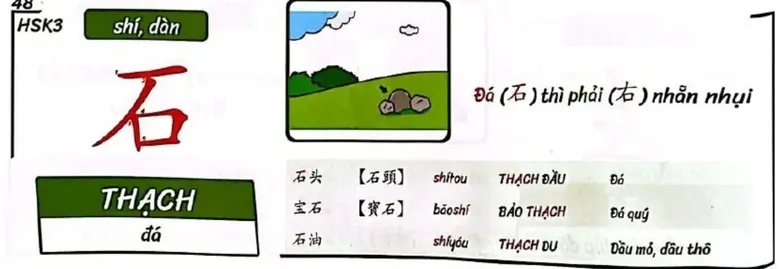 48
HSK3
shí, dàn
石
THẠCH
đá
Đá (石) thì phải (右) nhẵn nhụi
石头 【石頭】 shítou THẠCH ĐẦU Đá
宝石 【寶石】 bǎoshí BẢO THẠCH Đá quý
石油 shíyóu THẠCH DU Dầu mỏ, dầu thô